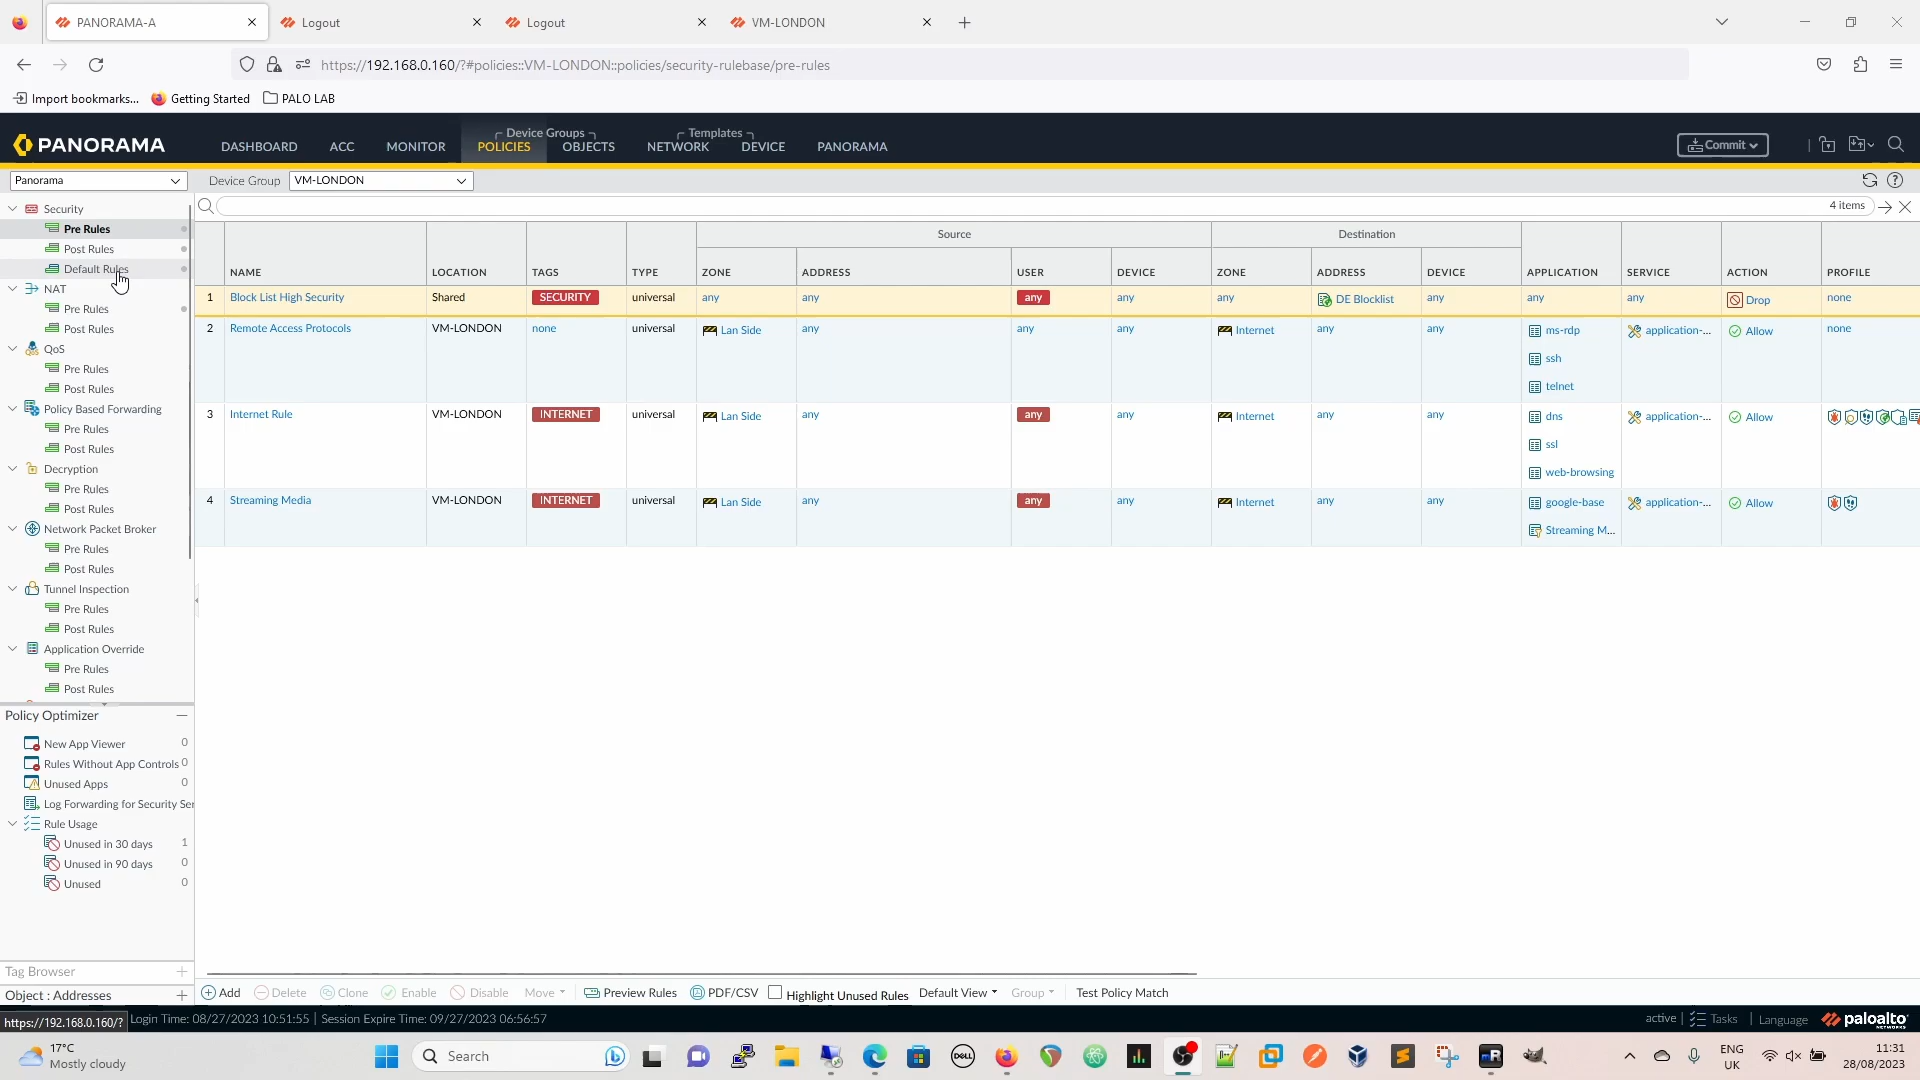 PANORAMA-A
Logout
Logout
VM-LONDON
https://192.168.0.160/?#policies::VM-LONDON::policies/security-rulebase/pre-rules
Import bookmarks...
Getting Started
PALO LAB
PANORAMA
DASHBOARD
ACC
MONITOR
Device Groups
POLICIES
OBJECTS
Templates
NETWORK
DEVICE
PANORAMA
Commit
Panorama
Device Group
VM-LONDON
4 items
Security
Pre Rules
Post Rules
Default Rules
NAT
Pre Rules
Post Rules
QoS
Pre Rules
Post Rules
Policy Based Forwarding
Pre Rules
Post Rules
Decryption
Pre Rules
Post Rules
Network Packet Broker
Pre Rules
Post Rules
Tunnel Inspection
Pre Rules
Post Rules
Application Override
Pre Rules
Post Rules
Policy Optimizer
New App Viewer 0
Rules Without App Controls 0
Unused Apps 0
Log Forwarding for Security Ser
Rule Usage
Unused in 30 days 1
Unused in 90 days 0
Unused 0
Tag Browser
Object : Addresses
Source
Destination
NAME LOCATION TAGS TYPE ZONE ADDRESS USER DEVICE ZONE ADDRESS DEVICE APPLICATION SERVICE ACTION PROFILE
1 Block List High Security Shared SECURITY universal any any any any any DE Blocklist any any any Drop none
2 Remote Access Protocols VM-LONDON none universal Lan Side any any any Internet any any ms-rdp application-... Allow none
ssh
telnet
3 Internet Rule VM-LONDON INTERNET universal Lan Side any any any Internet any any dns application-... Allow
ssl
web-browsing
4 Streaming Media VM-LONDON INTERNET universal Lan Side any any any Internet any any google-base application-... Allow
Streaming M...
Add
Delete
Clone
Enable
Disable
Move
Preview Rules
PDF/CSV
Highlight Unused Rules
Default View
Group
Test Policy Match
https://192.168.0.160/?
Login Time: 08/27/2023 10:51:55 | Session Expire Time: 09/27/2023 06:56:57
active
Tasks
Language
paloalto
NETWORKS
17°C
Mostly cloudy
Search
DELL
ENG
UK
11:31
28/08/2023